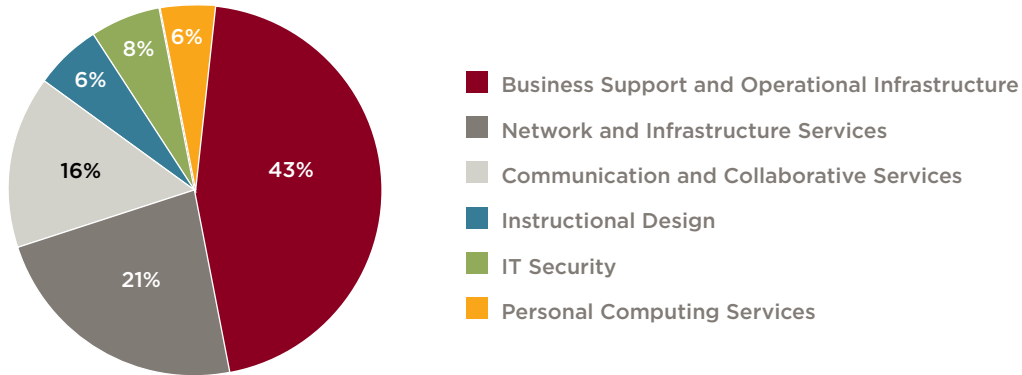 6%
8%
6%
43%
16%
21%
Business Support and Operational Infrastructure
Network and Infrastructure Services
Communication and Collaborative Services
Instructional Design
IT Security
Personal Computing Services